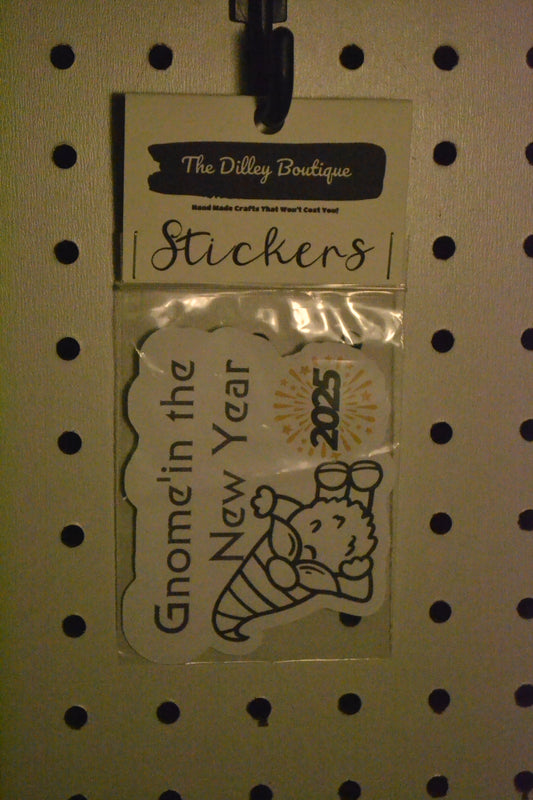 The Dilley Boutique
Hand Made Crafts That Won't Cost You!
Stickers
Gnome'in the
New Year
2025